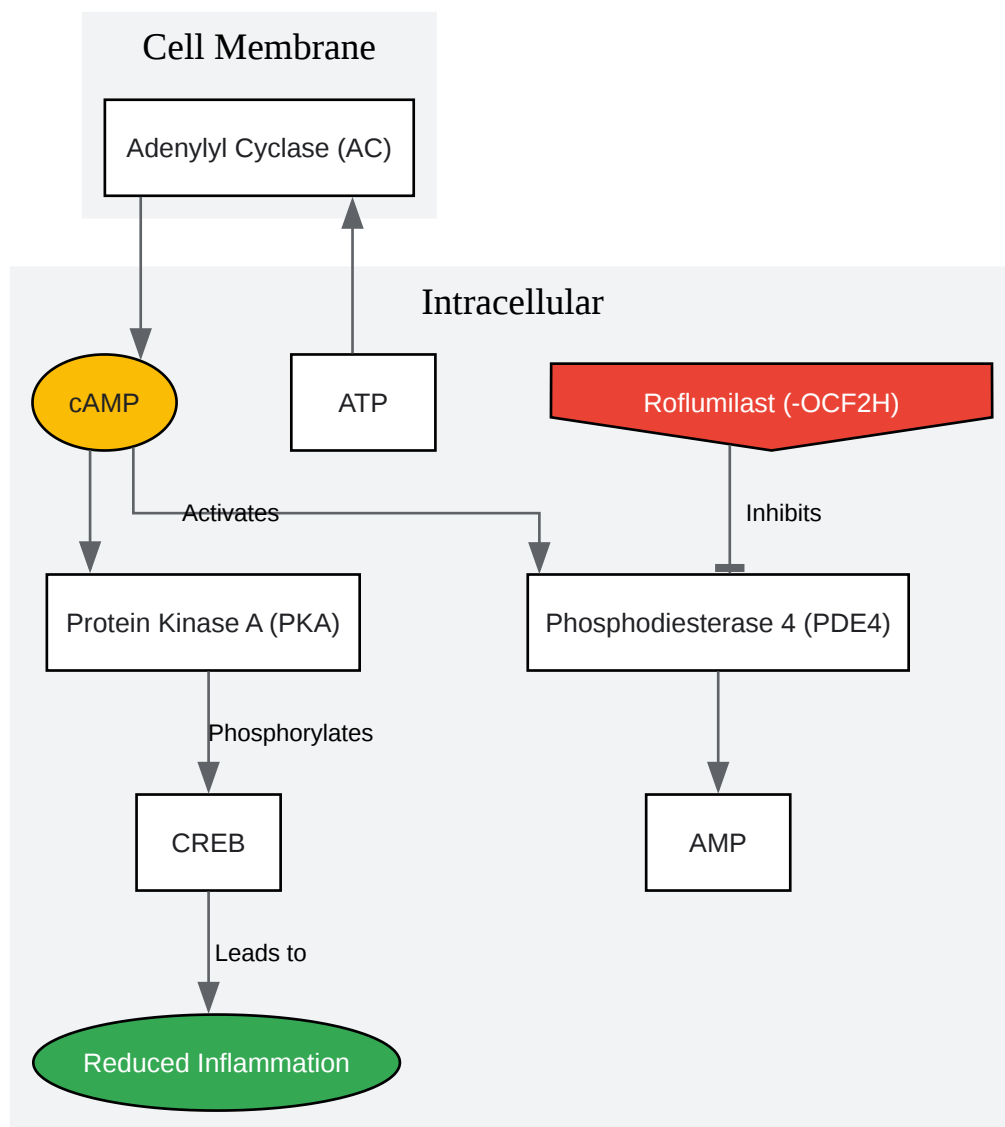 Cell Membrane
Adenylyl Cyclase (AC)
Intracellular
cAMP
ATP
Roflumilast (-OCF2H)
Activates
Inhibits
Protein Kinase A (PKA)
Phosphodiesterase 4 (PDE4)
Phosphorylates
CREB
AMP
Leads to
Reduced Inflammation